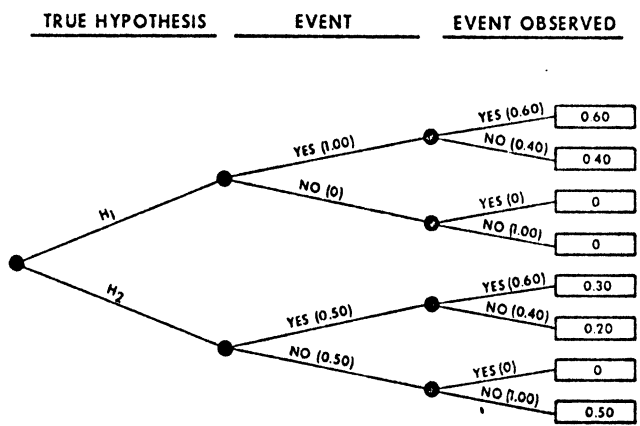 TRUE HYPOTHESIS EVENT EVENT OBSERVED
YES (0.60) 0.60
YES (1.00)
NO (0.40) 0.40
H1
NO (0)
YES (0) 0
NO (1.00) 0
H2
YES (0.50)
YES (0.60) 0.30
NO (0.40) 0.20
NO (0.50)
YES (0) 0
NO (1.00) 0.50